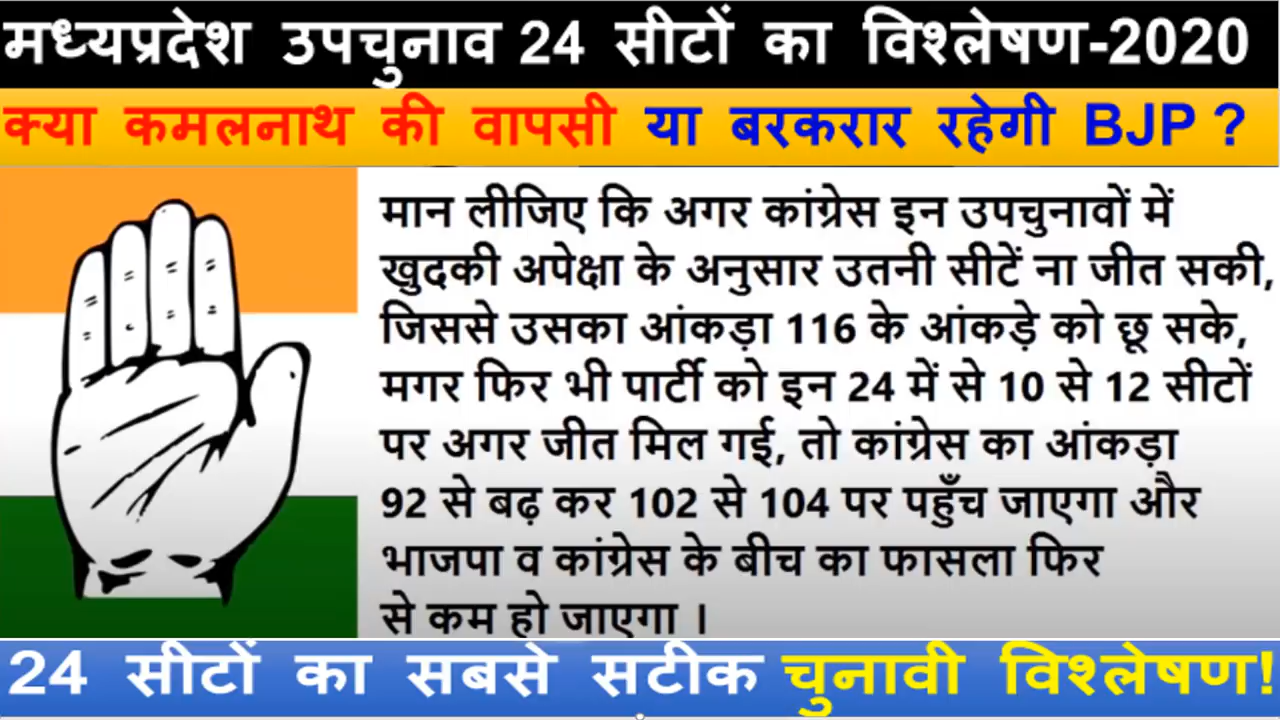 मध्यप्रदेश उपचुनाव 24 सीटों का विश्लेषण-2020
क्या कमलनाथ की वापसी या बरकरार रहेगी BJP ?
मान लीजिए कि अगर कांग्रेस इन उपचुनावों में
खुदकी अपेक्षा के अनुसार उतनी सीटें ना जीत सकी,
जिससे उसका आंकड़ा 116 के आंकड़े को छू सके,
मगर फिर भी पार्टी को इन 24 में से 10 से 12 सीटों
पर अगर जीत मिल गई, तो कांग्रेस का आंकड़ा
92 से बढ़ कर 102 से 104 पर पहुँच जाएगा और
भाजपा व कांग्रेस के बीच का फासला फिर
से कम हो जाएगा ।
24 सीटों का सबसे सटीक चुनावी विश्लेषण!